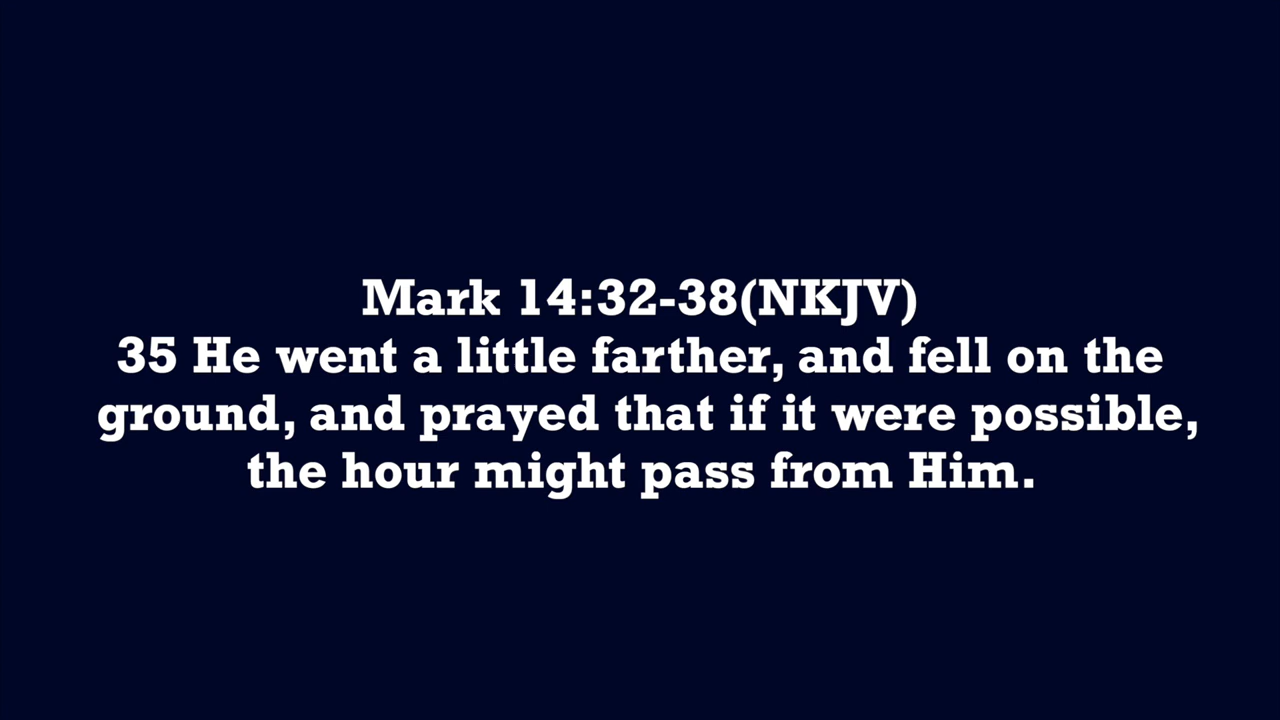 Mark 14:32-38(NKJV)
35 He went a little farther, and fell on the
ground, and prayed that if it were possible,
the hour might pass from Him.